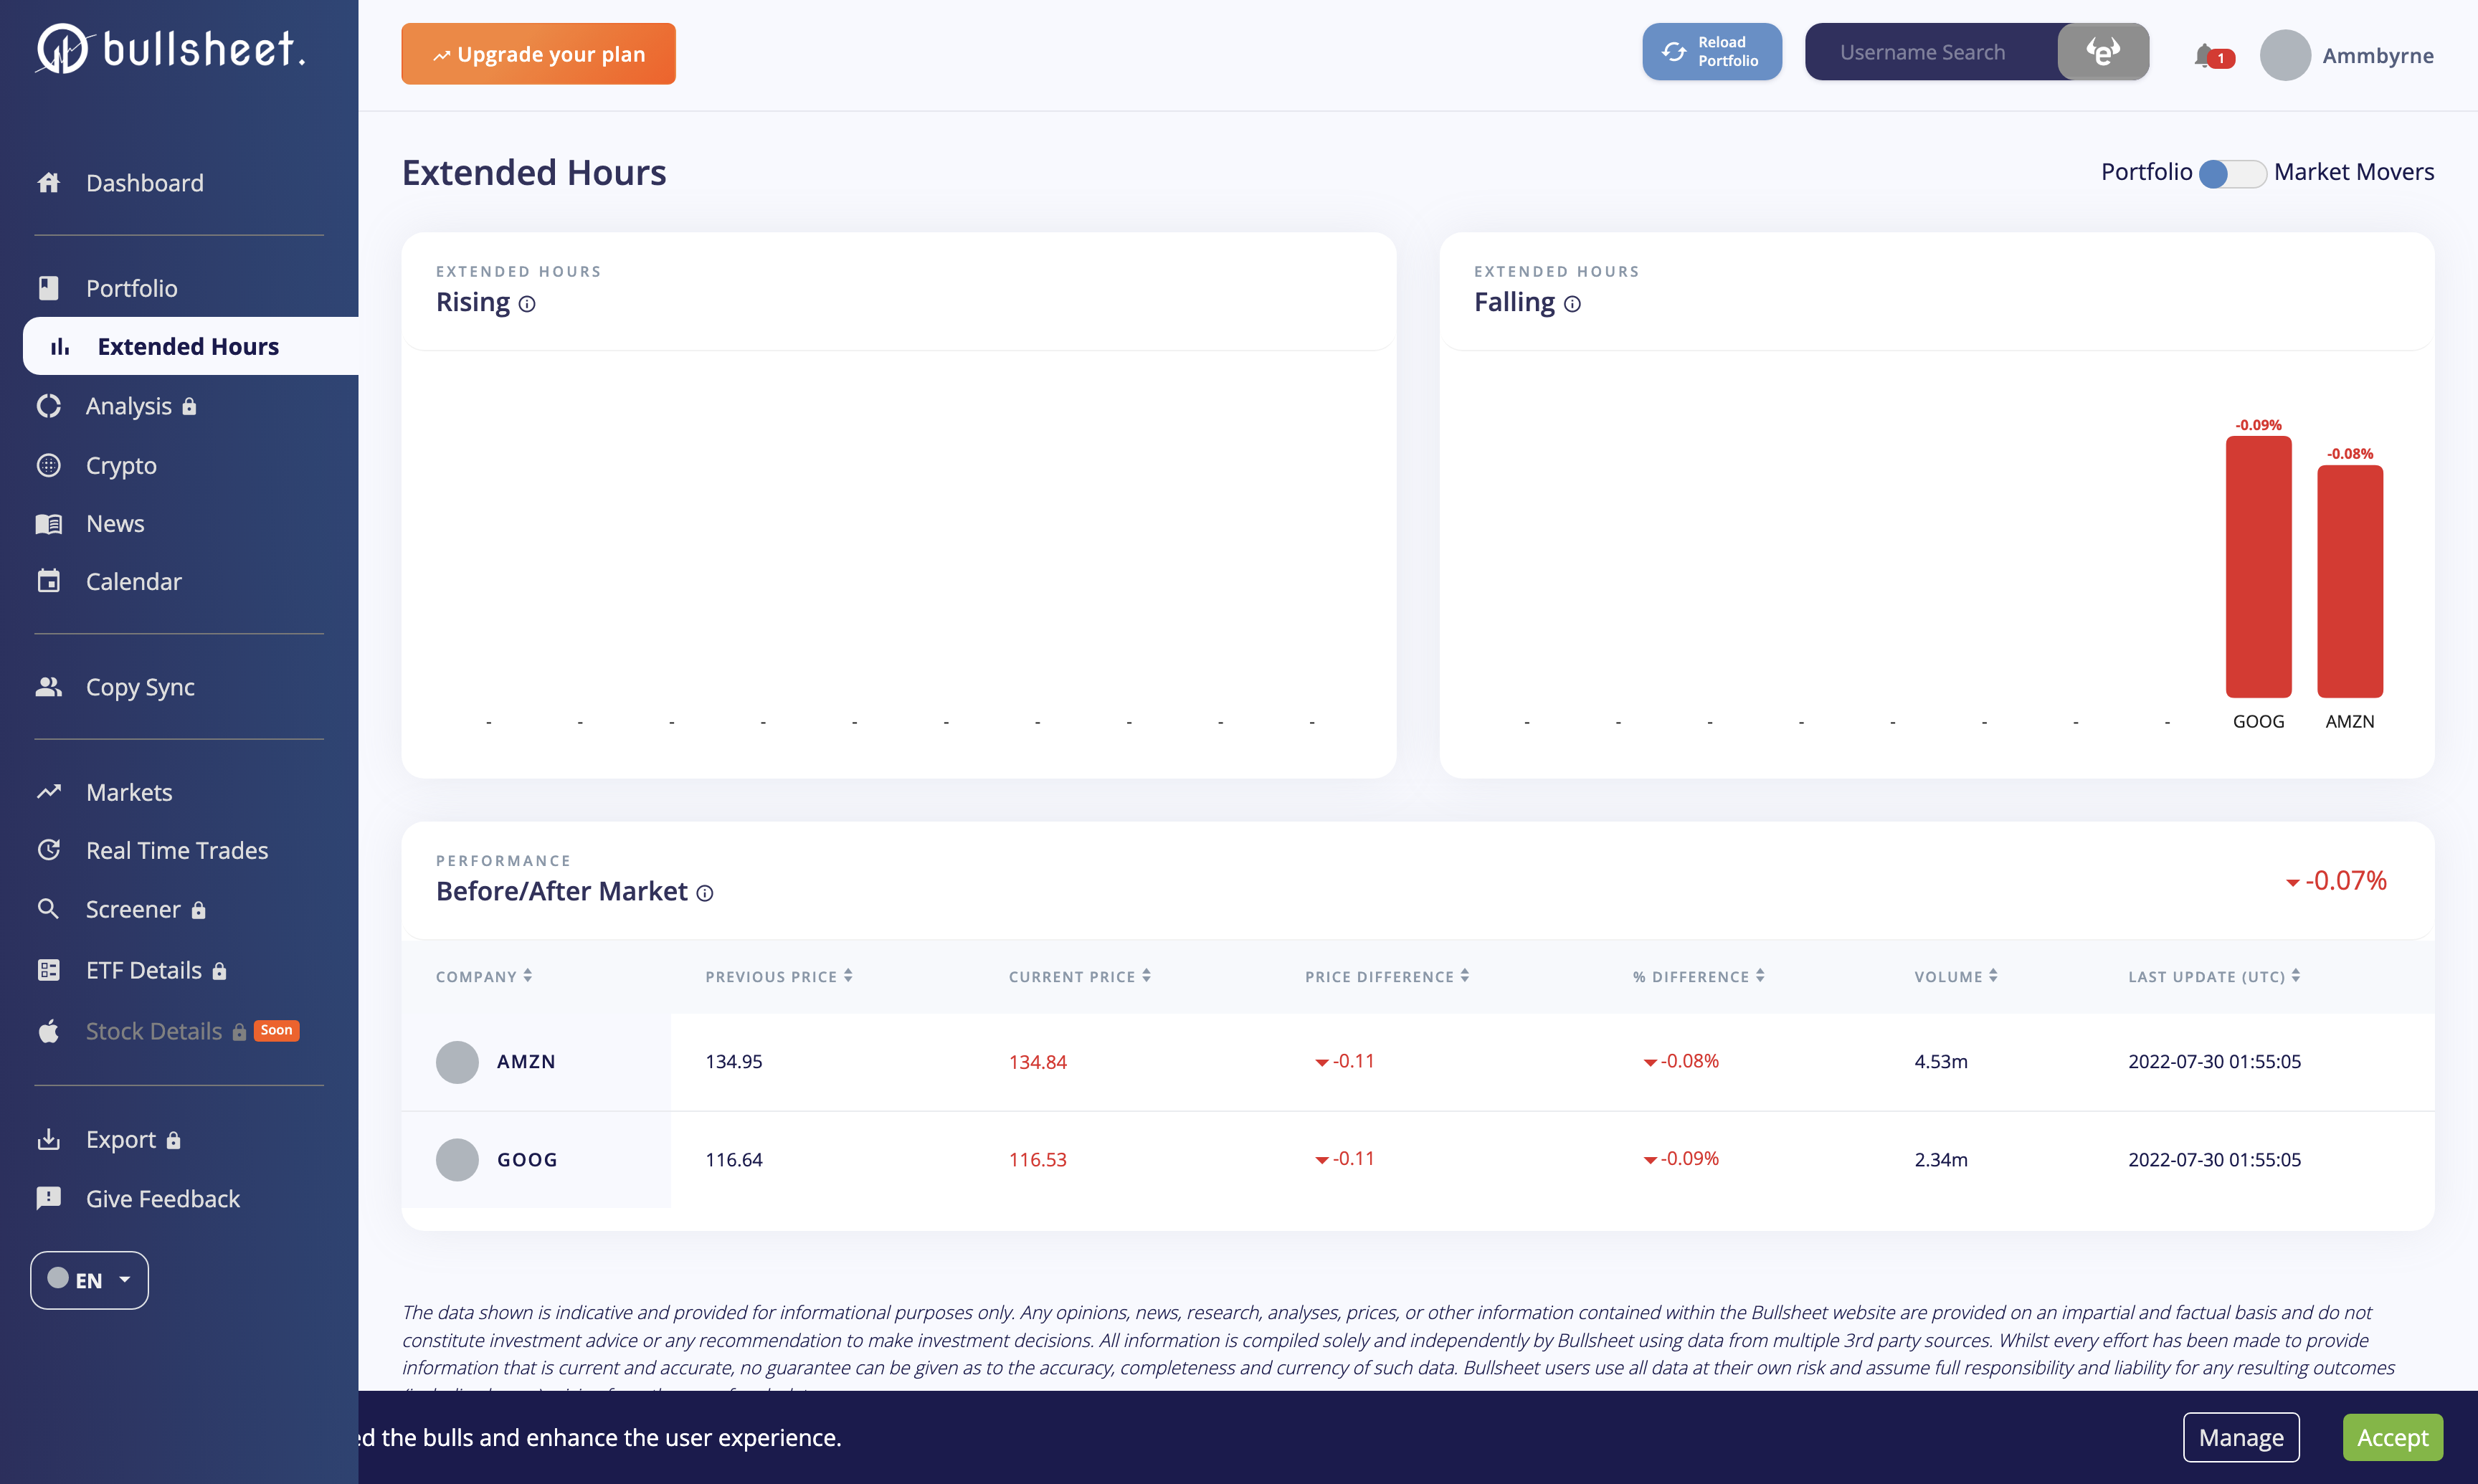 bullsheet.
Upgrade your plan
Reload
Portfolio
Username Search
1
Ammbyrne
Dashboard
Portfolio
Extended Hours
Analysis
Crypto
News
Calendar
Copy Sync
Markets
Real Time Trades
Screener
ETF Details
Stock Details Soon
Export
Give Feedback
EN
Extended Hours
Portfolio Market Movers
EXTENDED HOURS
Rising
- - - - - - - - - -
EXTENDED HOURS
Falling
-0.09%
-0.08%
- - - - - - - - GOOG AMZN
PERFORMANCE
Before/After Market
-0.07%
COMPANY PREVIOUS PRICE CURRENT PRICE PRICE DIFFERENCE % DIFFERENCE VOLUME LAST UPDATE (UTC)
AMZN 134.95 134.84 -0.11 -0.08% 4.53m 2022-07-30 01:55:05
GOOG 116.64 116.53 -0.11 -0.09% 2.34m 2022-07-30 01:55:05
The data shown is indicative and provided for informational purposes only. Any opinions, news, research, analyses, prices, or other information contained within the Bullsheet website are provided on an impartial and factual basis and do not
constitute investment advice or any recommendation to make investment decisions. All information is compiled solely and independently by Bullsheet using data from multiple 3rd party sources. Whilst every effort has been made to provide
information that is current and accurate, no guarantee can be given as to the accuracy, completeness and currency of such data. Bullsheet users use all data at their own risk and assume full responsibility and liability for any resulting outcomes
the bulls and enhance the user experience.
Manage
Accept